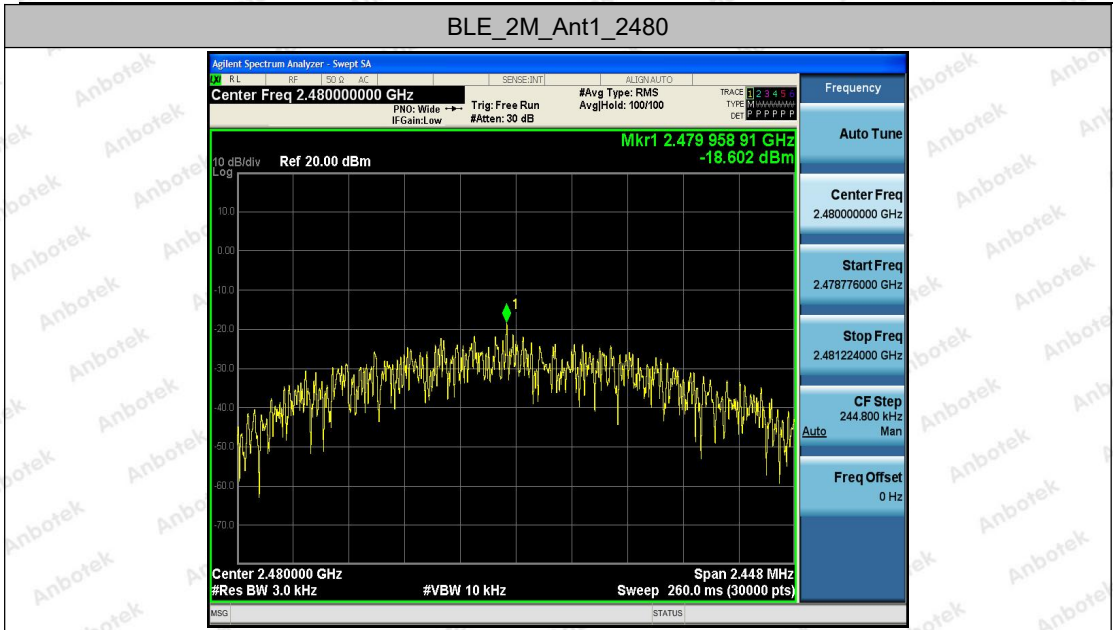 BLE_2M_Ant1_2480
Agilent Spectrum Analyzer - Swept SA
LXI RL RF 50 Ω AC SENSE:INT ALIGN AUTO
Center Freq 2.480000000 GHz
PNO: Wide
IFGain:Low
Trig: Free Run
#Atten: 30 dB
#Avg Type: RMS
Avg|Hold: 100/100
TRACE 1 2 3 4 5 6
TYPE M
DET P P P P P P
Mkr1 2.479 958 91 GHz
-18.602 dBm
10 dB/div Ref 20.00 dBm
Log
10.0
0.00
-10.0
-20.0
-30.0
-40.0
-50.0
-60.0
-70.0
1
Center 2.480000 GHz Span 2.448 MHz
#Res BW 3.0 kHz #VBW 10 kHz Sweep 260.0 ms (30000 pts)
MSG STATUS
Frequency
Auto Tune
Center Freq
2.480000000 GHz
Start Freq
2.478776000 GHz
Stop Freq
2.481224000 GHz
CF Step
244.800 kHz
Auto Man
Freq Offset
0 Hz
Anbotek